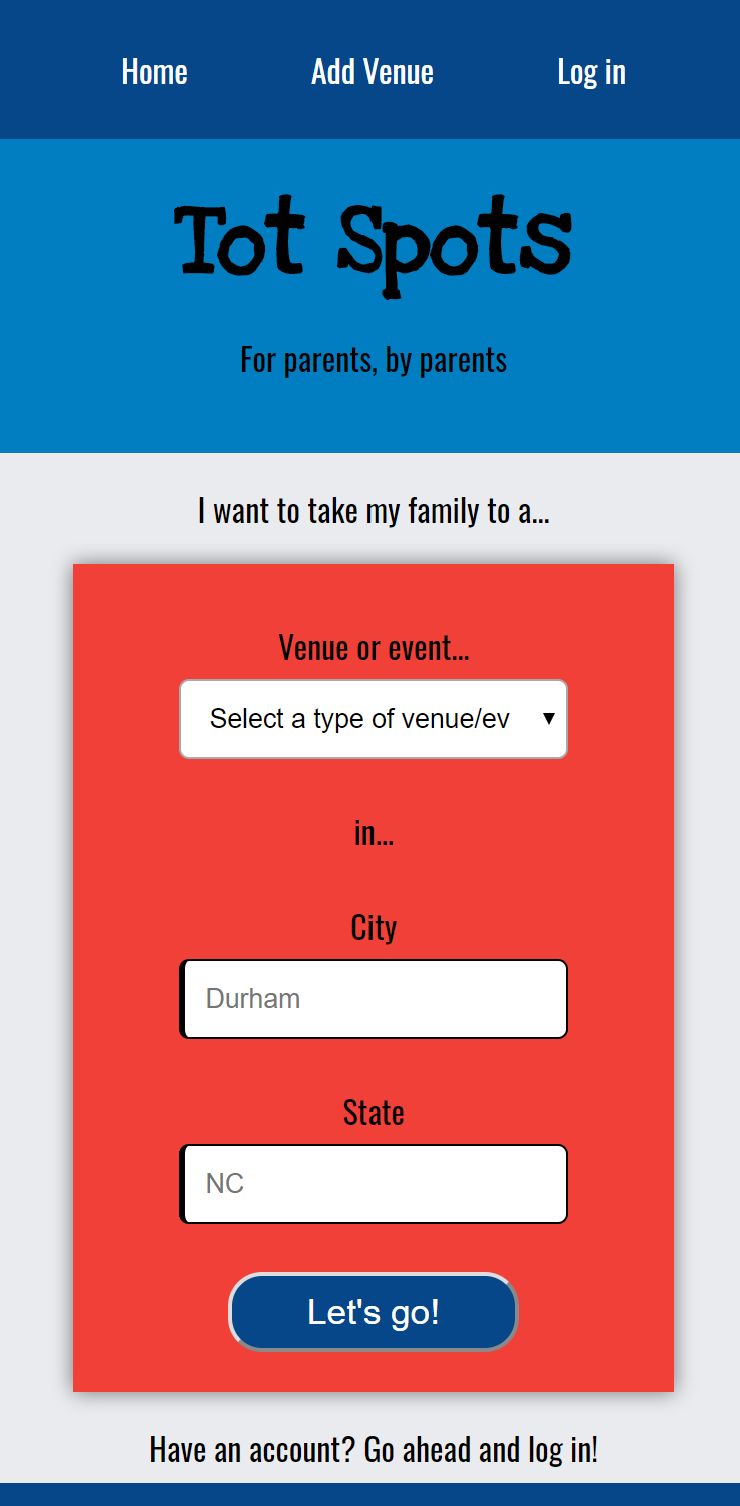 Home Add Venue Log in
Tot Spots
For parents, by parents
I want to take my family to a...
Venue or event...
Select a type of venue/ev
in...
City
Durham
State
NC
Let's go!
Have an account? Go ahead and log in!